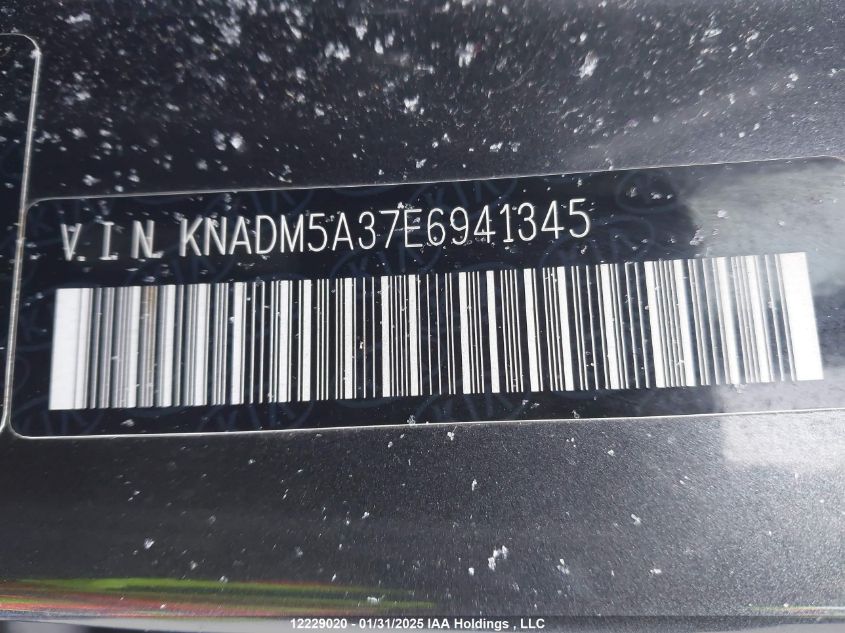 V.I.N. KNADM5A37E6941345
12229020 - 01/31/2025 IAA Holdings , LLC